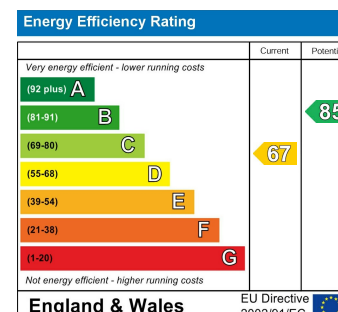 Energy Efficiency Rating
Current
Very energy efficient - lower running costs
(92 plus) A
(81-91) B
85
(69-80) C
67
(55-68) D
(39-54) E
(21-38) F
(1-20) G
Not energy efficient - higher running costs
England & Wales
EU Directive